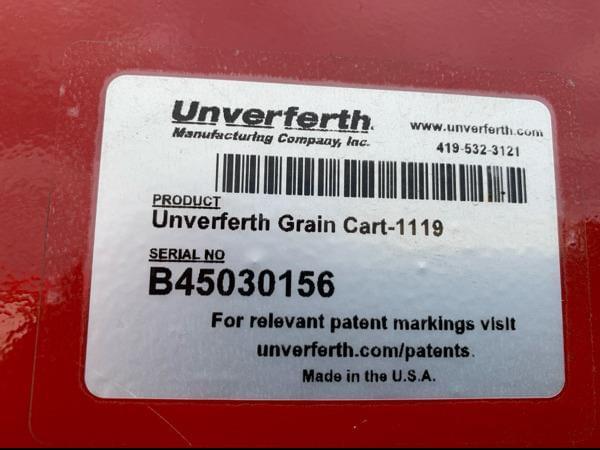 Unverferth
Manufacturing Company, Inc.
www.unverferth.com
419-532-3121
PRODUCT
Unverferth Grain Cart-1119
SERIAL NO
B45030156
For relevant patent markings visit
unverferth.com/patents.
Made in the U.S.A.